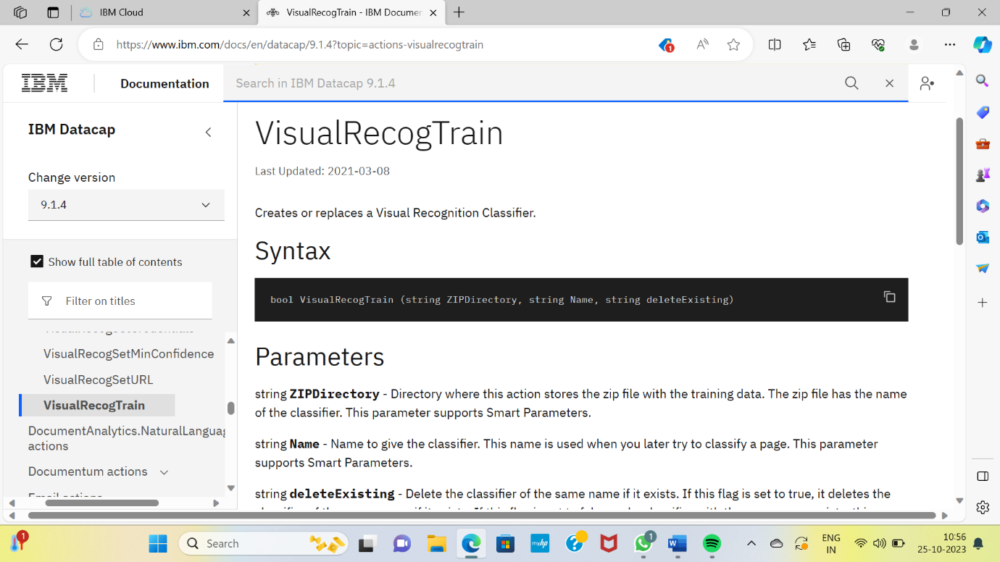 IBM Cloud
VisualRecogTrain - IBM Documen
https://www.ibm.com/docs/en/datacap/9.1.4?topic=actions-visualrecogtrain
1
IBM
Documentation
Search in IBM Datacap 9.1.4
IBM Datacap
Change version
9.1.4
Show full table of contents
Filter on titles
VisualRecogSetMinConfidence
VisualRecogSetURL
VisualRecogTrain
DocumentAnalytics.NaturalLanguag
actions
Documentum actions
VisualRecogTrain
Last Updated: 2021-03-08
Creates or replaces a Visual Recognition Classifier.
Syntax
bool VisualRecogTrain (string ZIPDirectory, string Name, string deleteExisting)
Parameters
string ZIPDirectory - Directory where this action stores the zip file with the training data. The zip file has the name
of the classifier. This parameter supports Smart Parameters.
string Name - Name to give the classifier. This name is used when you later try to classify a page. This parameter
supports Smart Parameters.
string deleteExisting - Delete the classifier of the same name if it exists. If this flag is set to true, it deletes the
1
Search
myhp
1
ENG
IN
10:56
25-10-2023